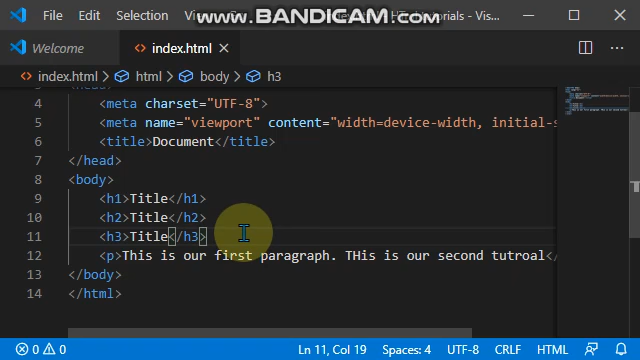 File Edit Selection www.BANDICAM.com
Welcome index.html
index.html > html > body > h3
4 <meta charset="UTF-8">
5 <meta name="viewport" content="width=device-width, initial-s
6 <title>Document</title>
7 </head>
8 <body>
9 <h1>Title</h1>
10 <h2>Title</h2>
11 <h3>Title</h3>
12 <p>This is our first paragraph. THis is our second tutroal</
13 </body>
14 </html>
0 0 Ln 11, Col 19 Spaces: 4 UTF-8 CRLF HTML